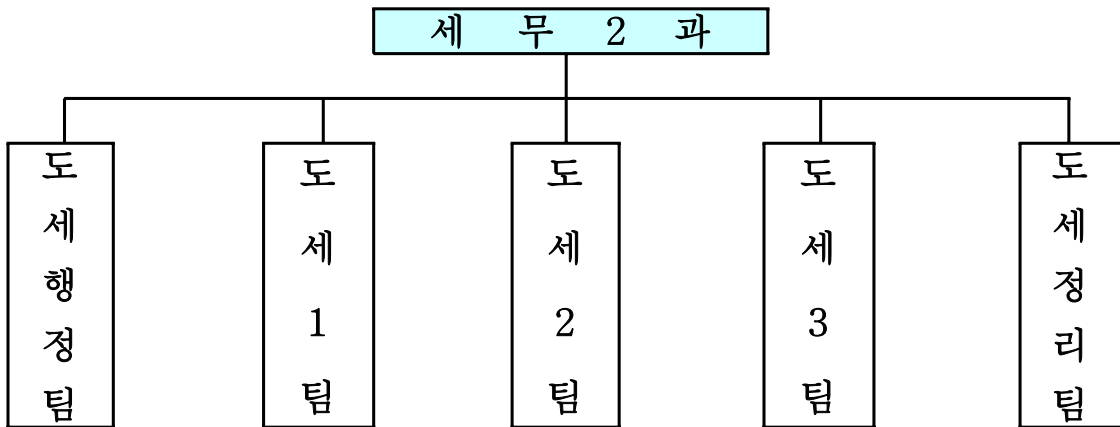 세 무 2 과
도세행정팀
도세1팀
도세2팀
도세3팀
도세정리팀